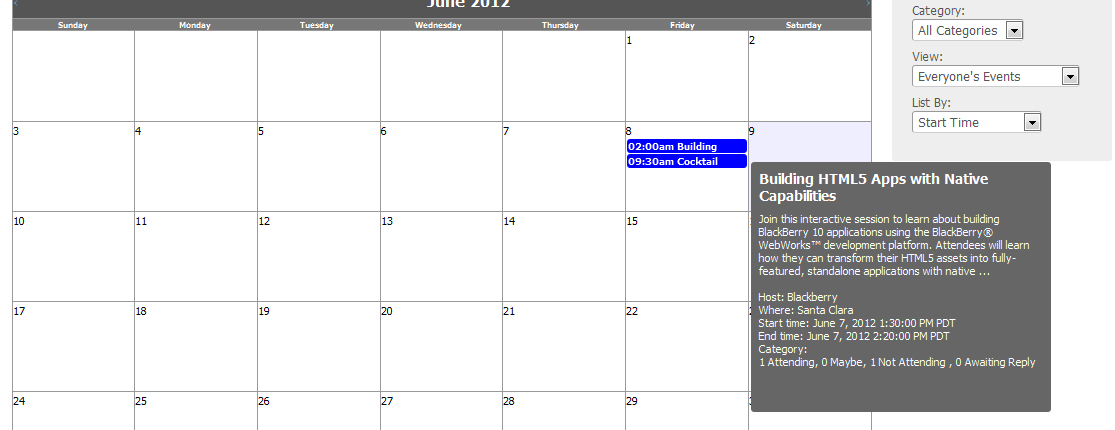 June 2012
Sunday Monday Tuesday Wednesday Thursday Friday Saturday
1 2
3 4 5 6 7 8 9
02:00am Building
09:30am Cocktail
10 11 12 13 14 15
17 18 19 20 21 22
24 25 26 27 28 29
Category:
All Categories
View:
Everyone's Events
List By:
Start Time
Building HTML5 Apps with Native
Capabilities
Join this interactive session to learn about building
BlackBerry 10 applications using the BlackBerry®
WebWorks™ development platform. Attendees will learn
how they can transform their HTML5 assets into fully-
featured, standalone applications with native ...
Host: Blackberry
Where: Santa Clara
Start time: June 7, 2012 1:30:00 PM PDT
End time: June 7, 2012 2:20:00 PM PDT
Category:
1 Attending, 0 Maybe, 1 Not Attending , 0 Awaiting Reply